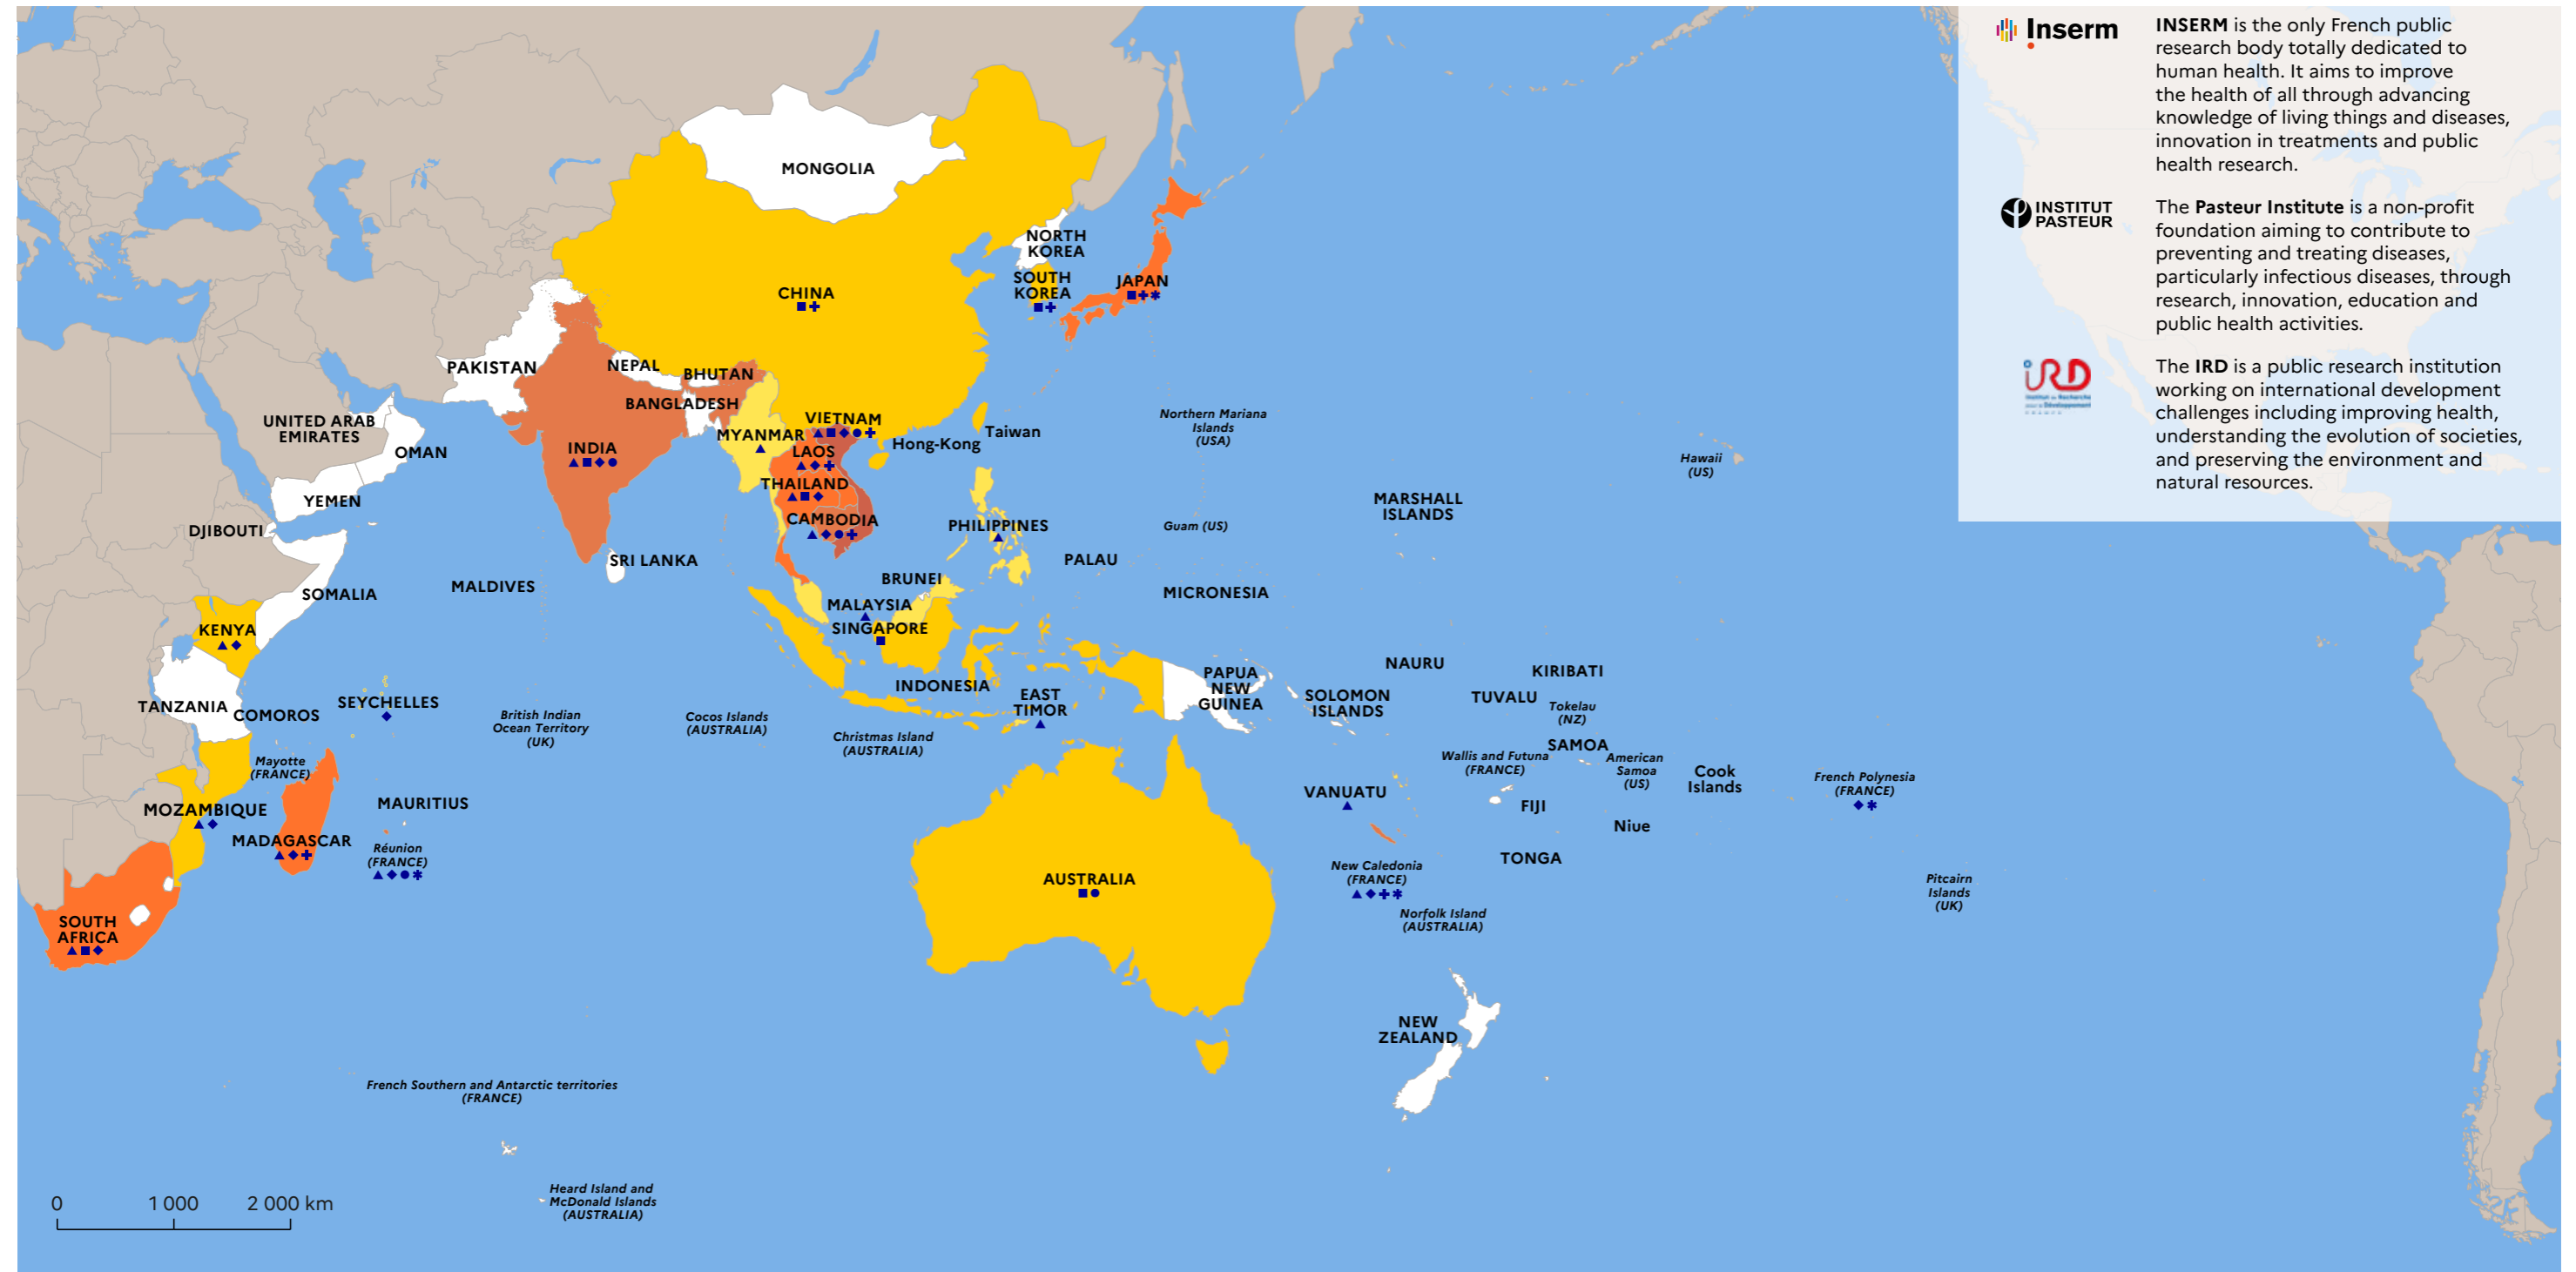 Inserm
INSERM is the only French public
research body totally dedicated to
human health. It aims to improve
the health of all through advancing
knowledge of living things and diseases,
innovation in treatments and public
health research.
INSTITUT
PASTEUR
The Pasteur Institute is a non-profit
foundation aiming to contribute to
preventing and treating diseases,
particularly infectious diseases, through
research, innovation, education and
public health activities.
IRD
Institut de Recherche
pour le Développement
FRANCE
The IRD is a public research institution
working on international development
challenges including improving health,
understanding the evolution of societies,
and preserving the environment and
natural resources.
MONGOLIA
NORTH
KOREA
SOUTH
KOREA
JAPAN
CHINA
PAKISTAN
NEPAL
BHUTAN
BANGLADESH
UNITED ARAB
EMIRATES
OMAN
YEMEN
DJIBOUTI
SOMALIA
INDIA
MYANMAR
VIETNAM
LAOS
THAILAND
CAMBODIA
Hong-Kong
Taiwan
Northern Mariana
Islands
(USA)
Hawaii
(US)
MARSHALL
ISLANDS
PHILIPPINES
Guam (US)
PALAU
MICRONESIA
SRI LANKA
MALDIVES
BRUNEI
MALAYSIA
SINGAPORE
KENYA
TANZANIA
COMOROS
SEYCHELLES
British Indian
Ocean Territory
(UK)
Cocos Islands
(AUSTRALIA)
Christmas Island
(AUSTRALIA)
INDONESIA
EAST
TIMOR
PAPUA
NEW
GUINEA
SOLOMON
ISLANDS
NAURU
KIRIBATI
TUVALU
Tokelau
(NZ)
SAMOA
Wallis and Futuna
(FRANCE)
American
Samoa
(US)
Cook
Islands
French Polynesia
(FRANCE)
Mayotte
(FRANCE)
MOZAMBIQUE
MADAGASCAR
MAURITIUS
Réunion
(FRANCE)
VANUATU
FIJI
Niue
TONGA
New Caledonia
(FRANCE)
Norfolk Island
(AUSTRALIA)
Pitcairn
Islands
(UK)
AUSTRALIA
SOUTH
AFRICA
NEW
ZEALAND
French Southern and Antarctic territories
(FRANCE)
Heard Island and
McDonald Islands
(AUSTRALIA)
0 1 000 2 000 km